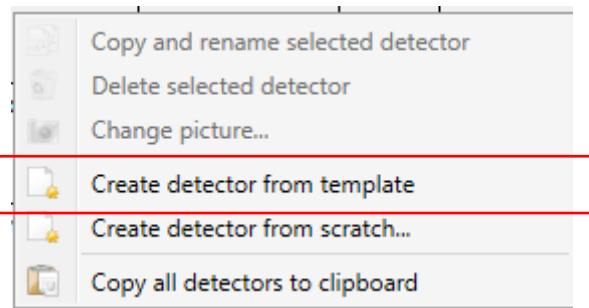 Copy and rename selected detector
Delete selected detector
Change picture...
Create detector from template
Create detector from scratch...
Copy all detectors to clipboard